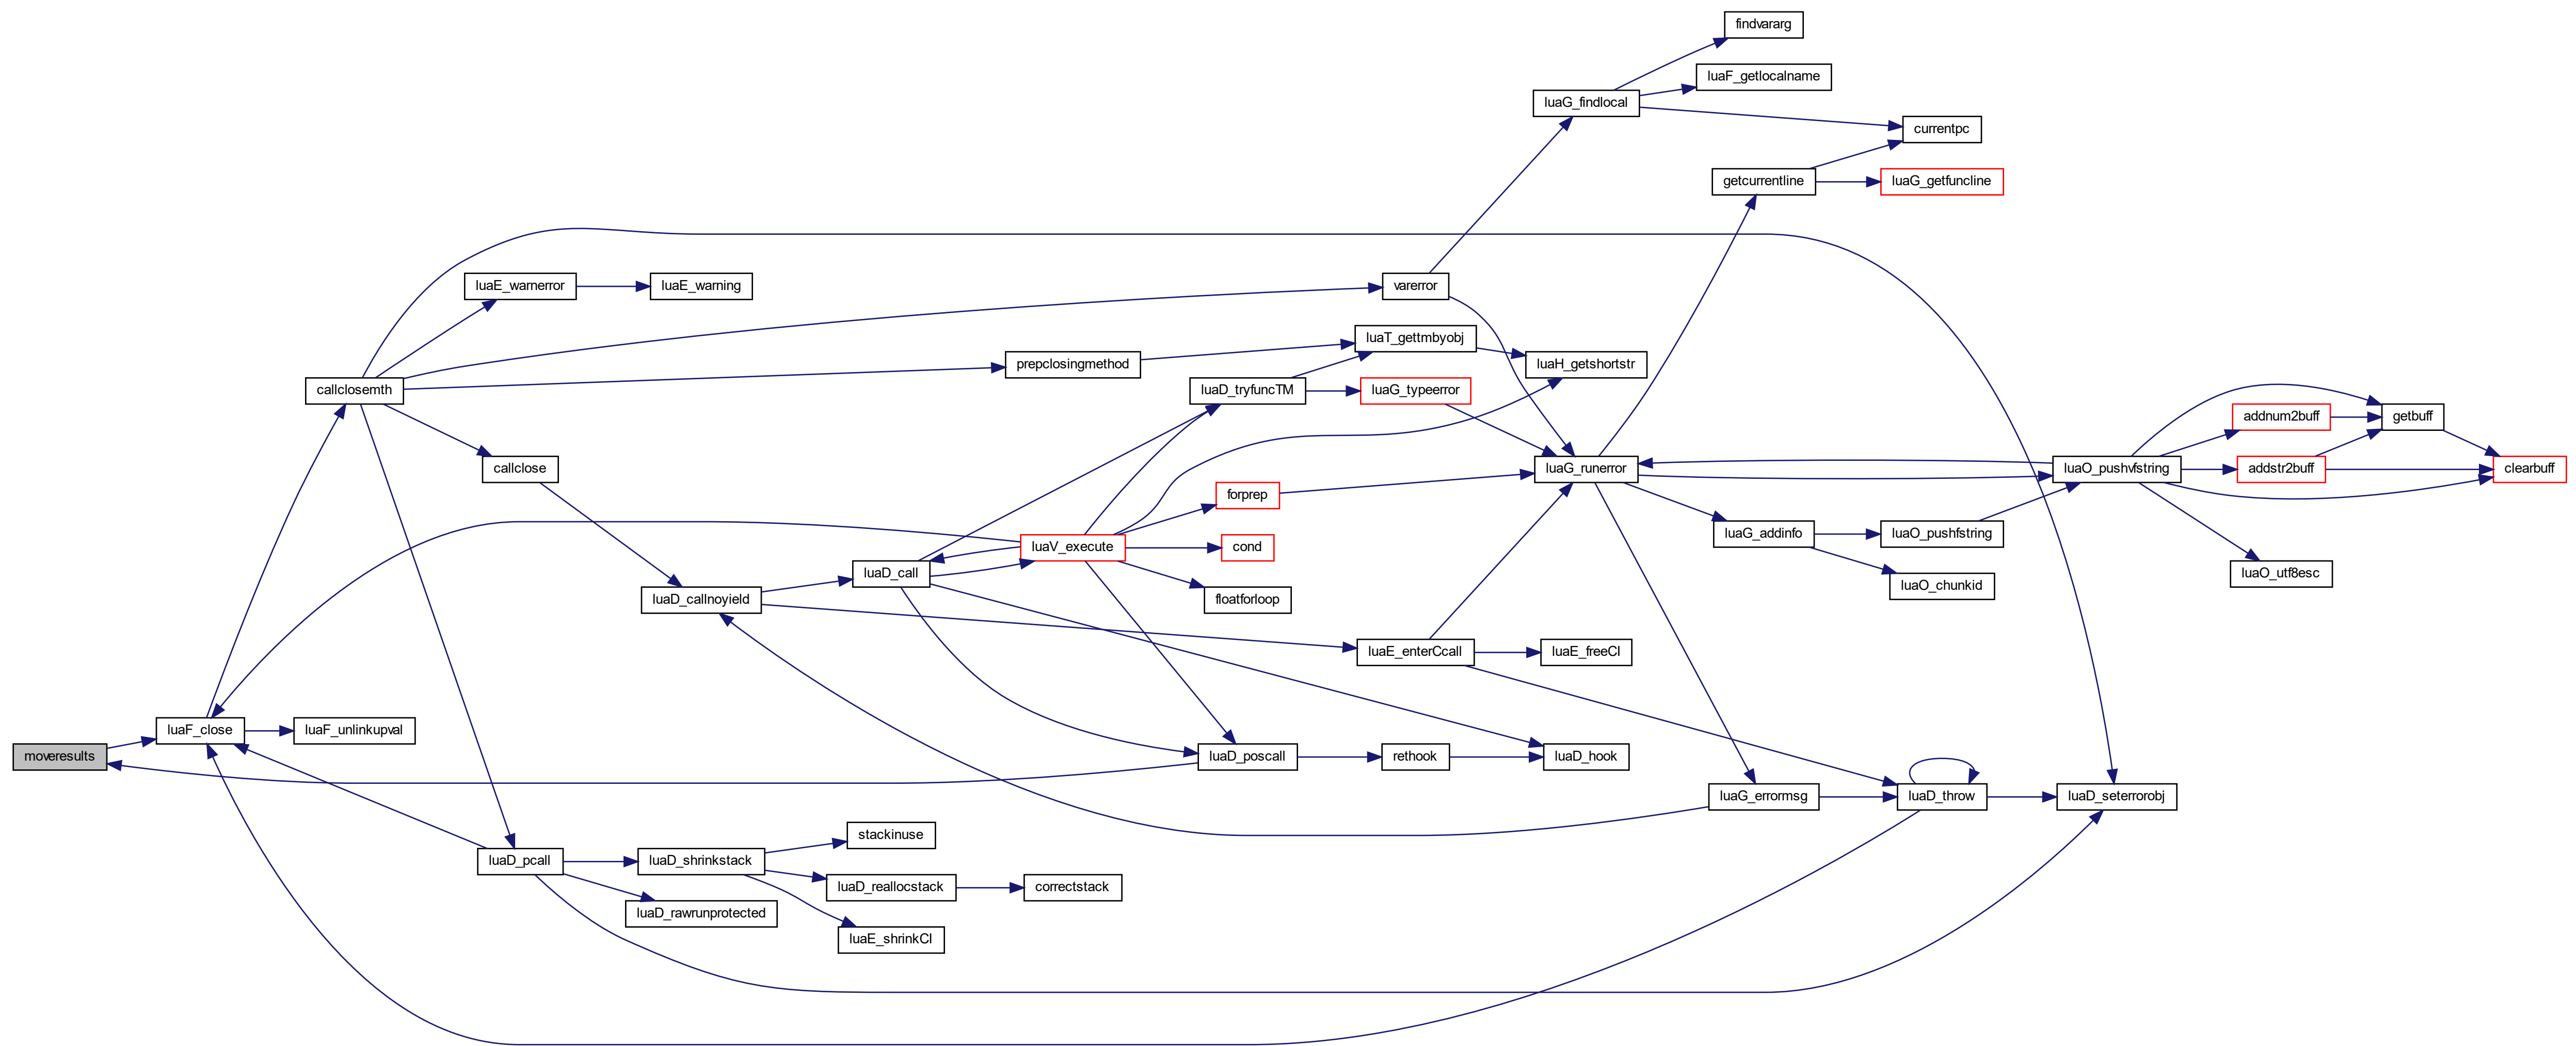 findvararg
luaF_getlocalname
luaG_findlocal
currentpc
getcurrentline
luaG_getfuncline
luaE_warnerror
luaE_warning
varerror
luaT_gettmbyobj
prepclosingmethod
luaH_getshortstr
callclosemth
luaD_tryfuncTM
luaG_typeerror
addnum2buff
getbuff
callclose
luaG_runerror
luaO_pushvfstring
addstr2buff
clearbuff
forprep
luaG_addinfo
luaO_pushfstring
luaV_execute
cond
luaD_call
luaO_utf8esc
luaO_chunkid
luaD_callnoyield
floatforloop
luaE_enterCcall
luaE_freeCI
luaF_close
luaF_unlinkupval
moveresults
luaD_poscall
rethook
luaD_hook
luaG_errormsg
luaD_throw
luaD_seterrorobj
stackinuse
luaD_pcall
luaD_shrinkstack
luaD_reallocstack
correctstack
luaD_rawrunprotected
luaE_shrinkCI